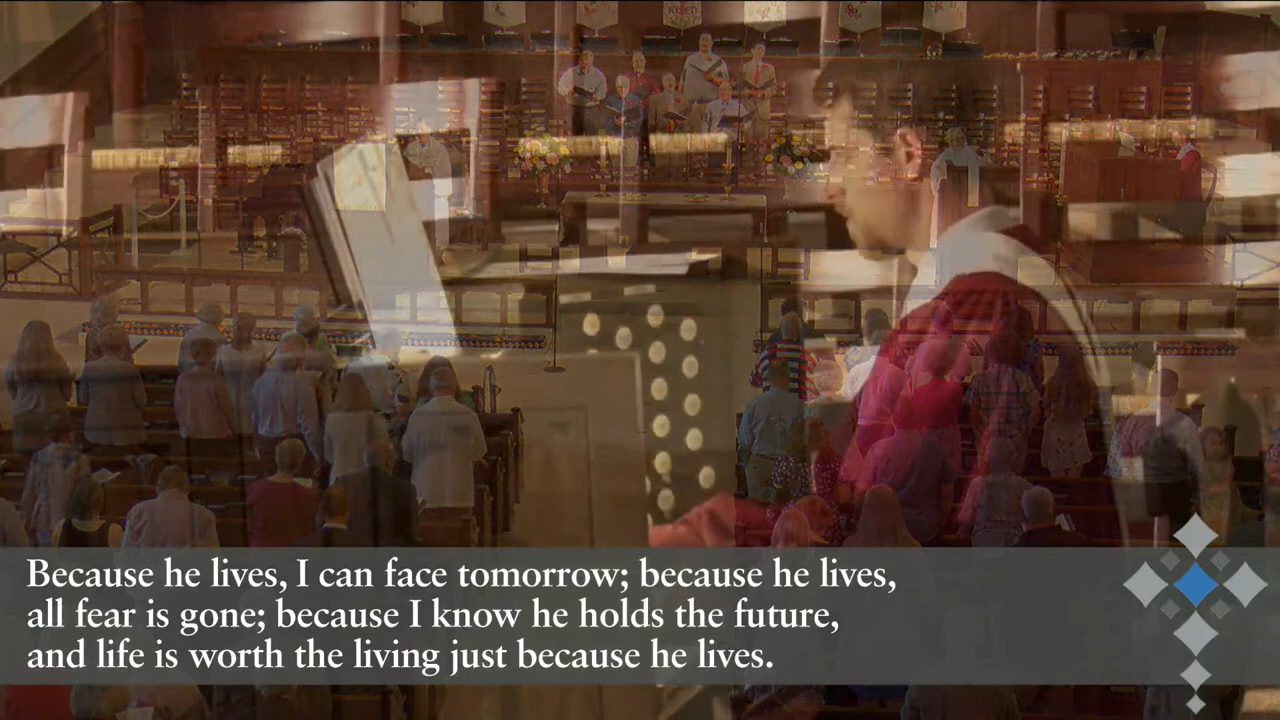 RISEN
Because he lives, I can face tomorrow; because he lives,
all fear is gone; because I know he holds the future,
and life is worth the living just because he lives.